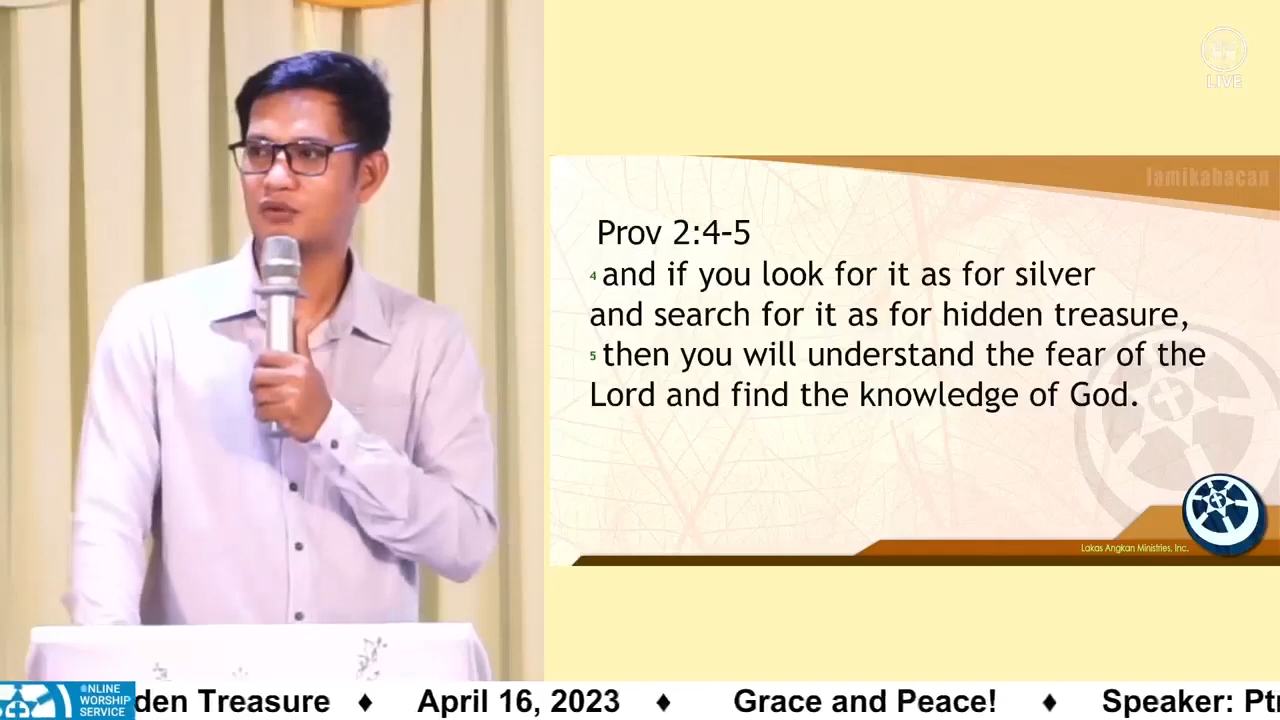 LIVE
lamikabacan
Prov 2:4-5
4 and if you look for it as for silver
and search for it as for hidden treasure,
5 then you will understand the fear of the
Lord and find the knowledge of God.
Lakas Angkan Ministries, Inc.
ONLINE
WORSHIP
SERVICE
den Treasure ♦ April 16, 2023 ♦ Grace and Peace! ♦ Speaker: Pt